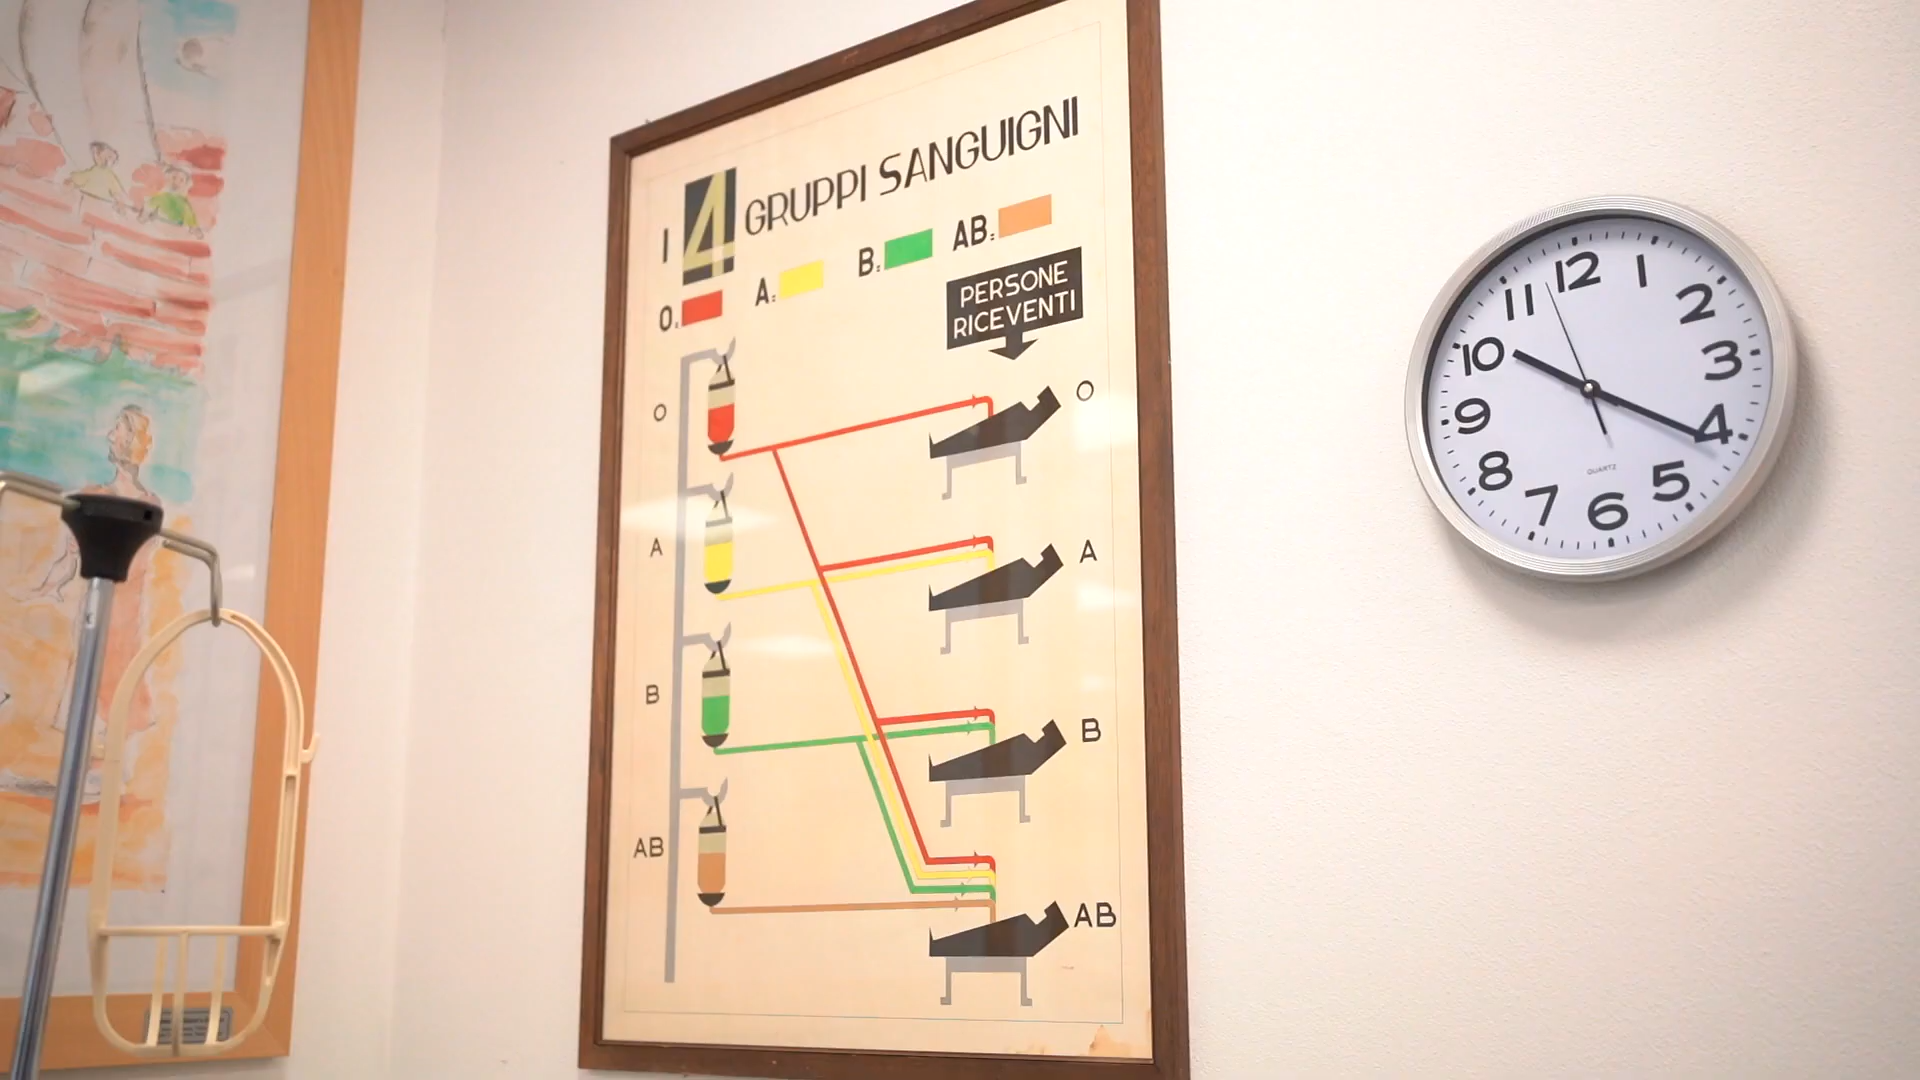 I 4 GRUPPI SANGUIGNI
O: A: B: AB:
PERSONE
RICEVENTI
O O
A A
B B
AB AB
12
1
2
3
4
5
6
7
8
9
10
11
QUARTZ